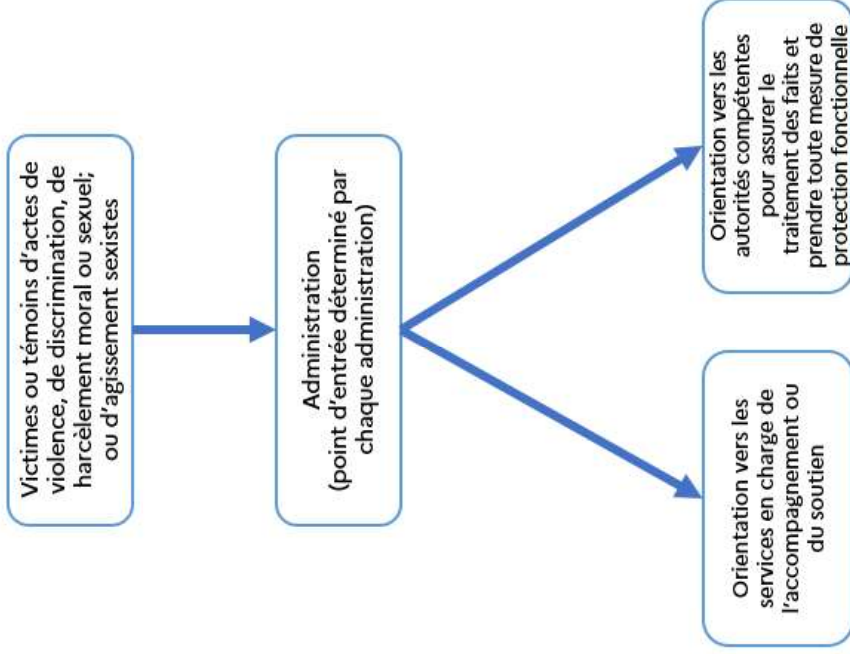 Victimes ou témoins d'actes de
violence, de discrimination, de
harcèlement moral ou sexuel;
ou d'agissement sexistes
Administration
(point d'entrée déterminé par
chaque administration)
Orientation vers les
services en charge de
l'accompagnement ou
du soutien
Orientation vers les
autorités compétentes
pour assurer le
traitement des faits et
prendre toute mesure de
protection fonctionnelle